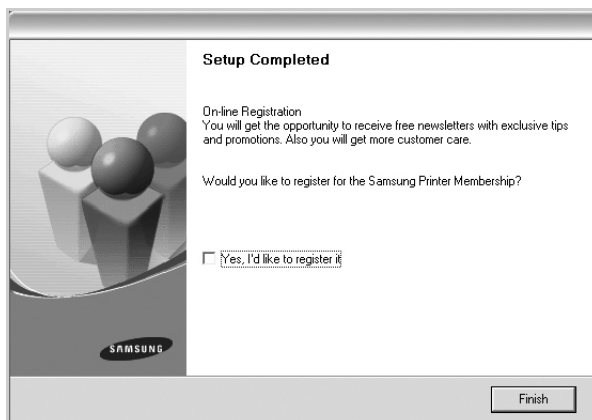 Setup Completed
On-line Registration
You will get the opportunity to receive free newsletters with exclusive tips
and promotions. Also you will get more customer care.
Would you like to register for the Samsung Printer Membership?
Yes, I'd like to register it
SAMSUNG
Finish